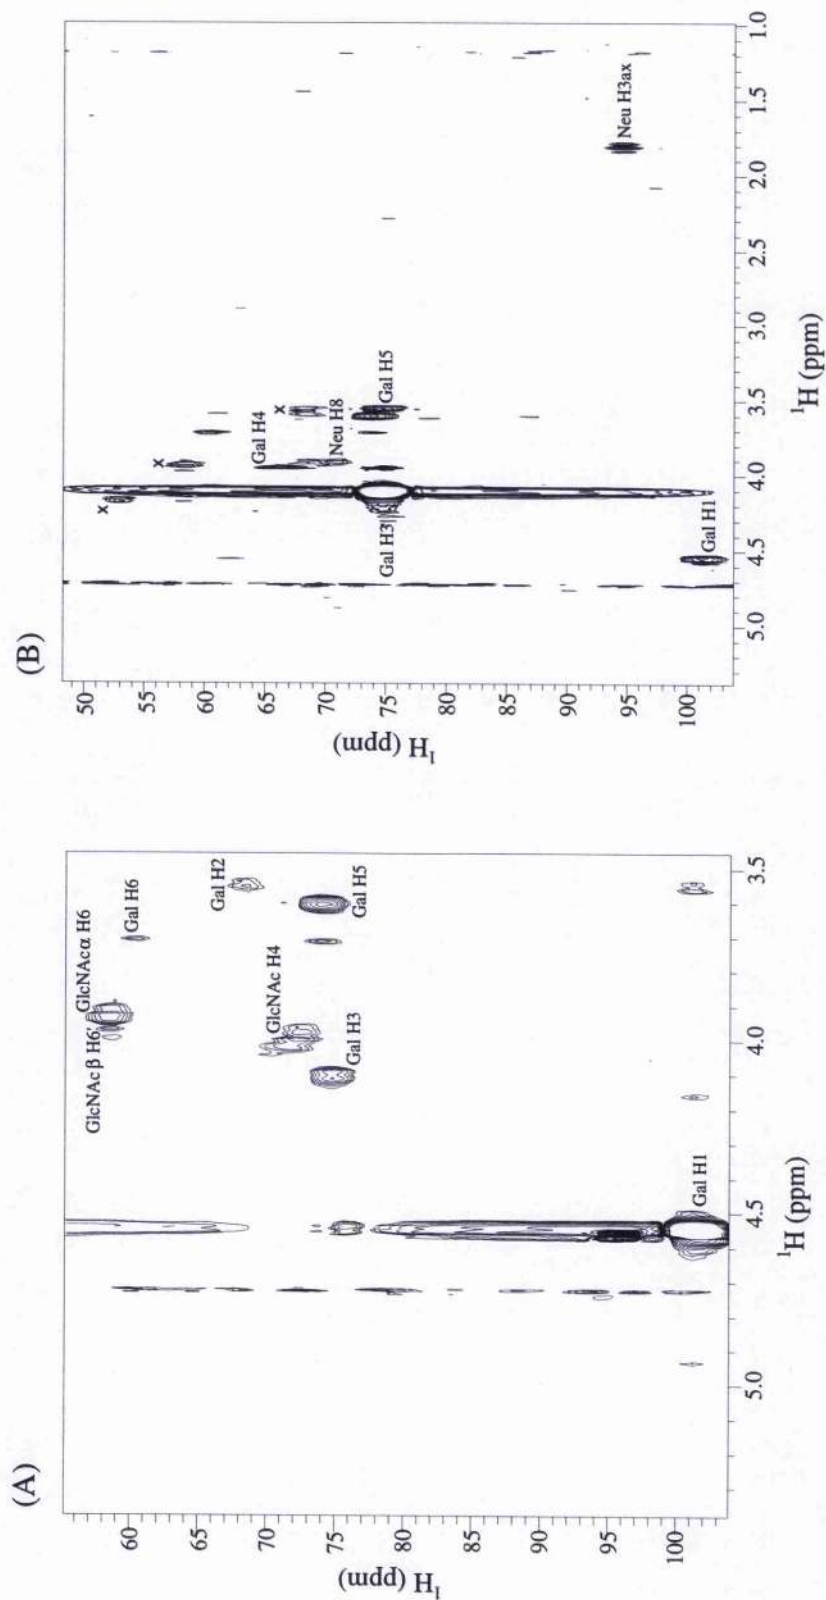 (A)
GlcNAc β H6'
GlcNAcα H6
Gal H6
Gal H2
GlcNAc H4
Gal H5
Gal H3
Gal H1
60
70
75
80
85
90
95
100
¹H (ppm)
5.0 4.5 4.0 3.5
¹H (ppm)
(B)
x
x
x
Gal H4
Neu H8
Gal H3
Gal H5
Neu H3ax
Gal H1
50
55
60
65
70
75
80
85
90
95
100
¹H (ppm)
5.0 4.5 4.0 3.5 3.0 2.5 2.0 1.5 1.0
¹H (ppm)